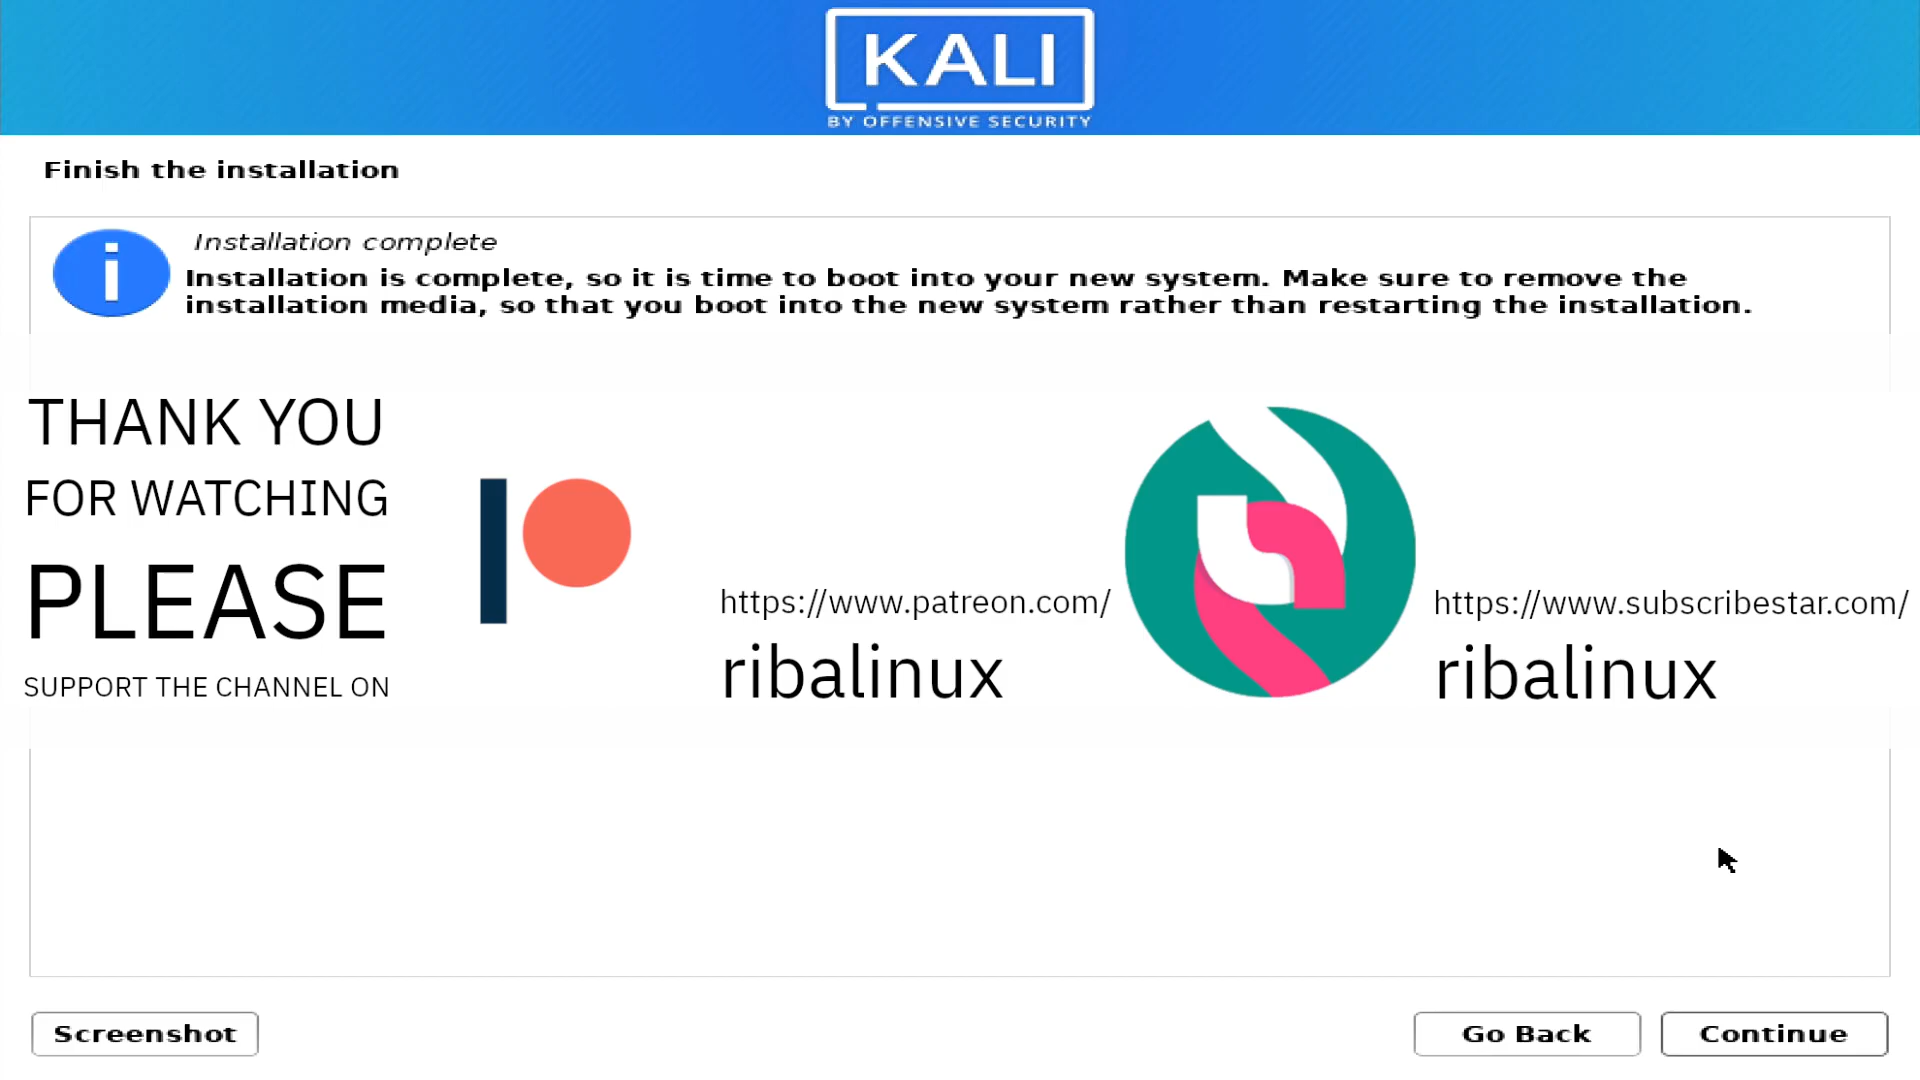 KALI
BY OFFENSIVE SECURITY
Finish the installation
Installation complete
Installation is complete, so it is time to boot into your new system. Make sure to remove the
installation media, so that you boot into the new system rather than restarting the installation.
THANK YOU
FOR WATCHING
PLEASE
SUPPORT THE CHANNEL ON
https://www.patreon.com/
ribalinux
https://www.subscribestar.com/
ribalinux
Screenshot
Go Back
Continue